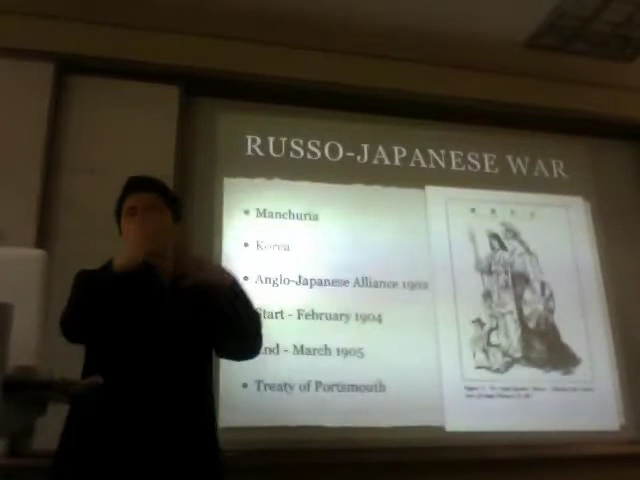 RUSSO-JAPANESE WAR
• Manchuria
• Korea
• Anglo-Japanese Alliance 1902
Start - February 1904
End - March 1905
• Treaty of Portsmouth